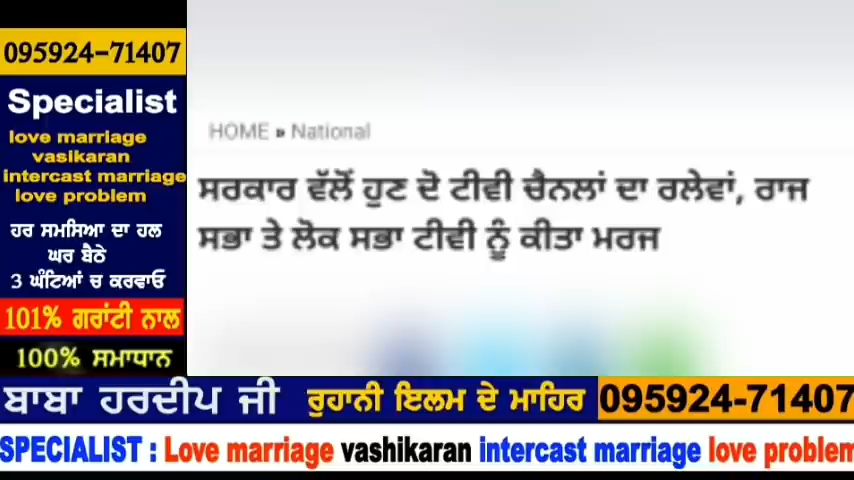 095924-71407
Specialist
love marriage
vasikaran
intercast marriage
love problem
ਹਰ ਸਮਸਿਆ ਦਾ ਹਲ
ਘਰ ਬੈਠੇ
3 ਘੰਟਿਆਂ ਚ ਕਰਵਾਓ
101% ਗਰਾਂਟੀ ਨਾਲ
100% ਸਮਾਧਾਨ
HOME » National
ਸਰਕਾਰ ਵੱਲੋਂ ਹੁਣ ਦੋ ਟੀਵੀ ਚੈਨਲਾਂ ਦਾ ਰਲੇਵਾਂ, ਰਾਜ
ਸਭਾ ਤੇ ਲੋਕ ਸਭਾ ਟੀਵੀ ਨੂੰ ਕੀਤਾ ਮਰਜ
ਬਾਬਾ ਹਰਦੀਪ ਜੀ ਰੁਹਾਨੀ ਇਲਮ ਦੇ ਮਾਹਿਰ 095924-71407
SPECIALIST : Love marriage vashikaran intercast marriage love problem